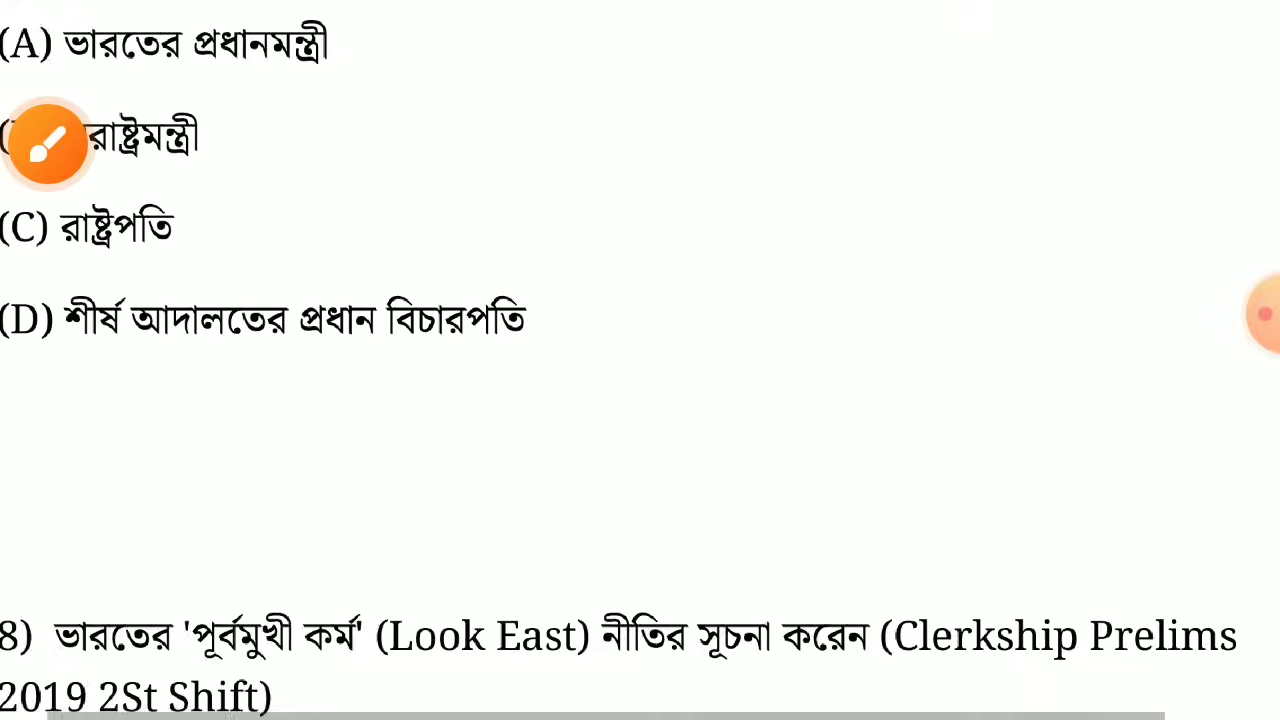 (A) ভারতের প্রধানমন্ত্রী
রাষ্ট্রমন্ত্রী
(C) রাষ্ট্রপতি
(D) শীর্ষ আদালতের প্রধান বিচারপতি
8) ভারতের 'পূর্বমুখী কর্ম' (Look East) নীতির সূচনা করেন (Clerkship Prelims
2019 2St Shift)